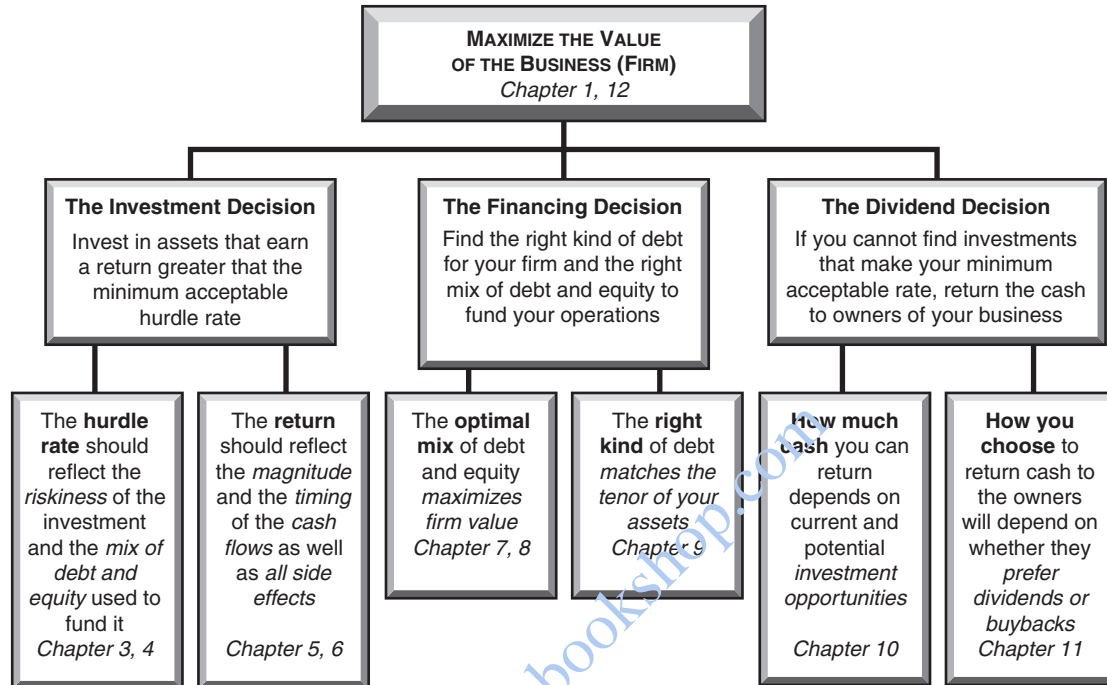 MAXIMIZE THE VALUE
OF THE BUSINESS (FIRM)
Chapter 1, 12
The Investment Decision
Invest in assets that earn
a return greater that the
minimum acceptable
hurdle rate
The Financing Decision
Find the right kind of debt
for your firm and the right
mix of debt and equity to
fund your operations
The Dividend Decision
If you cannot find investments
that make your minimum
acceptable rate, return the cash
to owners of your business
The hurdle
rate should
reflect the
riskiness of the
investment
and the mix of
debt and
equity used to
fund it
Chapter 3, 4
The return
should reflect
the magnitude
and the timing
of the cash
flows as well
as all side
effects
Chapter 5, 6
The optimal
mix of debt
and equity
maximizes
firm value
Chapter 7, 8
The right
kind of debt
matches the
tenor of your
assets
Chapter 9
How much
cash you can
return
depends on
current and
potential
investment
opportunities
Chapter 10
How you
choose to
return cash to
the owners
will depend on
whether they
prefer
dividends or
buybacks
Chapter 11
bookshop.com